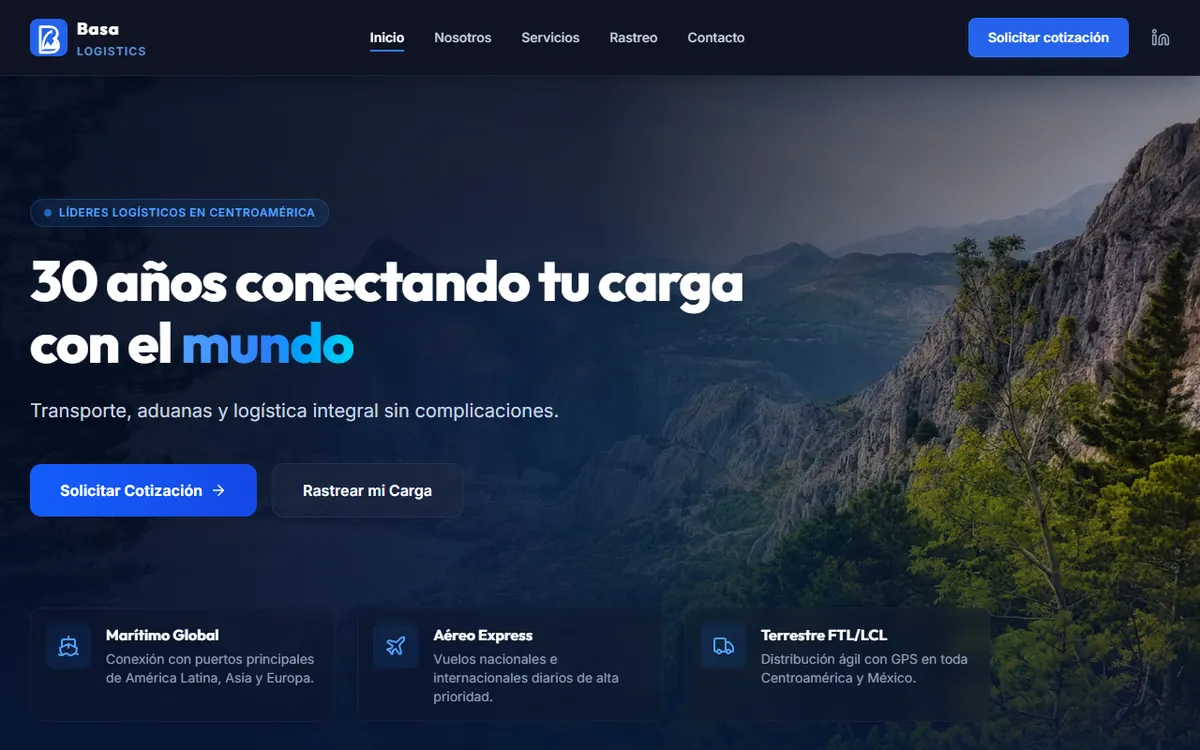 Basa
LOGISTICS
Inicio
Nosotros
Servicios
Rastreo
Contacto
Solicitar cotización
LÍDERES LOGÍSTICOS EN CENTROAMÉRICA
30 años conectando tu carga
con el mundo
Transporte, aduanas y logística integral sin complicaciones.
Solicitar Cotización →
Rastrear mi Carga
Marítimo Global
Conexión con puertos principales
de América Latina, Asia y Europa.
Aéreo Express
Vuelos nacionales e
internacionales diarios de alta
prioridad.
Terrestre FTL/LCL
Distribución ágil con GPS en toda
Centroamérica y México.